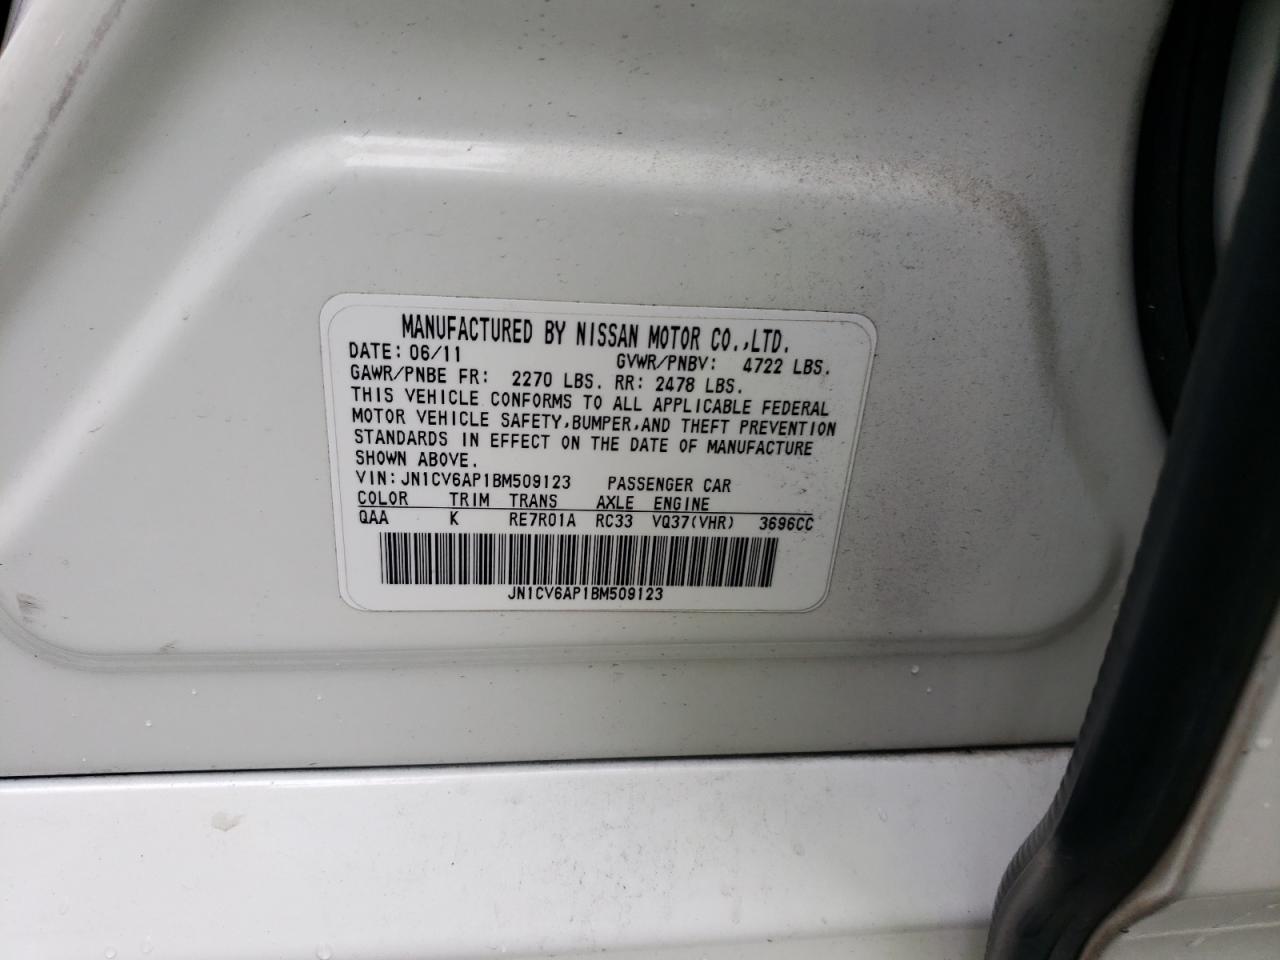 MANUFACTURED BY NISSAN MOTOR CO.,LTD.
DATE: 06/11 GVWR/PNBV: 4722 LBS.
GAWR/PNBE FR: 2270 LBS. RR: 2478 LBS.
THIS VEHICLE CONFORMS TO ALL APPLICABLE FEDERAL
MOTOR VEHICLE SAFETY,BUMPER,AND THEFT PREVENTION
STANDARDS IN EFFECT ON THE DATE OF MANUFACTURE
SHOWN ABOVE.
VIN:JN1CV6AP1BM509123 PASSENGER CAR
COLOR TRIM TRANS AXLE ENGINE
QAA K RE7R01A RC33 VQ37(VHR) 3696CC
JN1CV6AP1BM509123